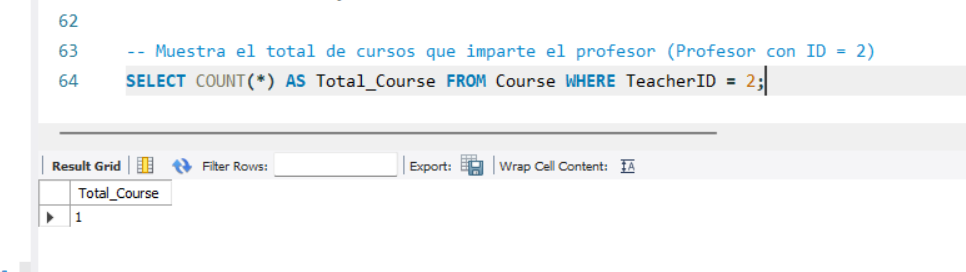 62
63 -- Muestra el total de cursos que imparte el profesor (Profesor con ID = 2)
64 SELECT COUNT(*) AS Total_Course FROM Course WHERE TeacherID = 2;
Result Grid Filter Rows: Export: Wrap Cell Content: IA
Total_Course
1